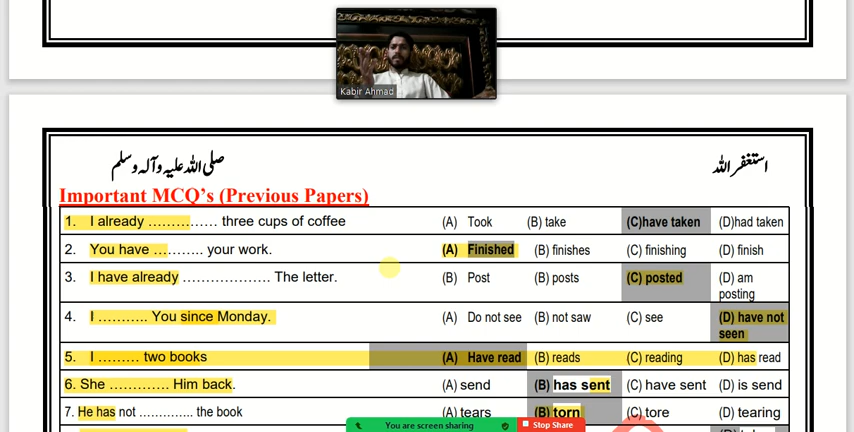 Kabir Ahmad
صلی اللہ علیہ وآلہ وسلم
استغفر اللہ
Important MCQ's (Previous Papers)
1. I already ……………… three cups of coffee (A) Took (B) take (C)have taken (D)had taken
2. You have …………. your work. (A) Finished (B) finishes (C) finishing (D) finish
3. I have already ………………… The letter. (B) Post (B) posts (C) posted (D) am posting
4. I ……….. You since Monday. (A) Do not see (B) not saw (C) see (D) have not seen
5. I ……… two books (A) Have read (B) reads (C) reading (D) has read
6. She …………. Him back. (A) send (B) has sent (C) have sent (D) is send
7. He has not ………….. the book (A) tears (B) torn (C) tore (D) tearing
You are screen sharing Stop Share